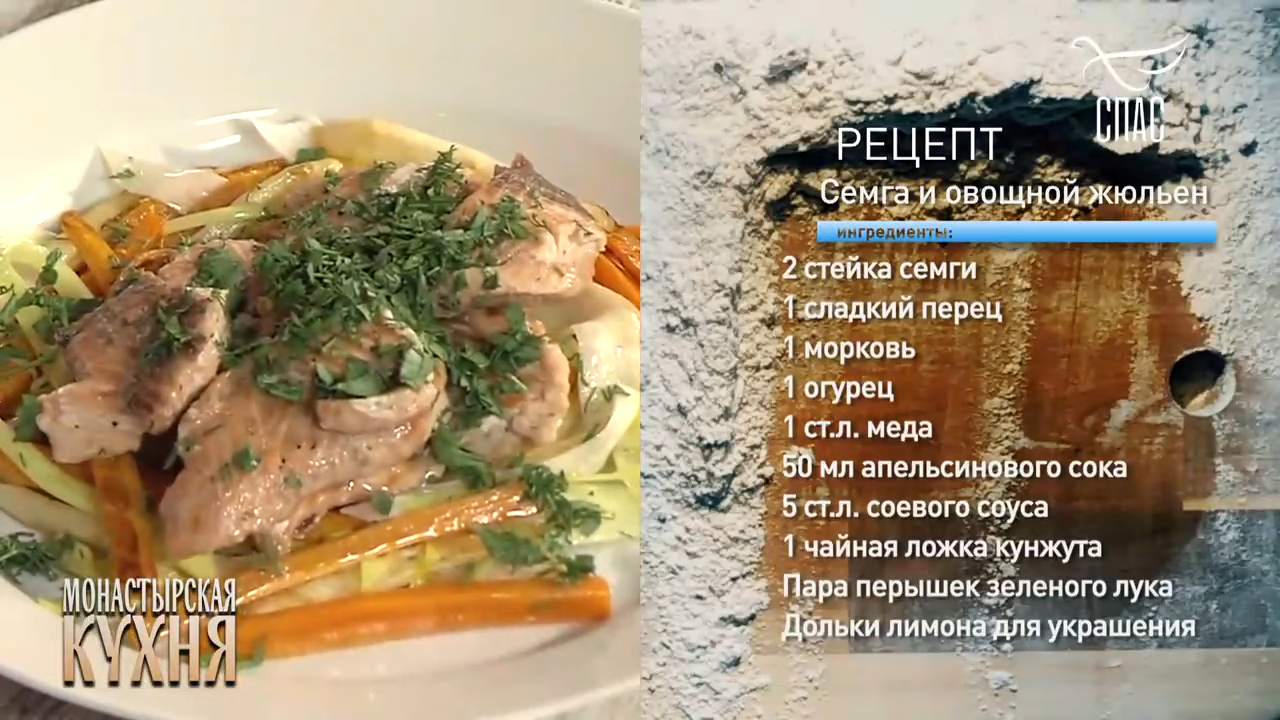 СПАС
РЕЦЕПТ
Семга и овощной жюльен
ингредиенты:
2 стейка семги
1 сладкий перец
1 морковь
1 огурец
1 ст.л. меда
50 мл апельсинового сока
5 ст.л. соевого соуса
1 чайная ложка кунжута
Пара перышек зеленого лука
Дольки лимона для украшения
МОНАСТЫРСКАЯ
КУХНЯ